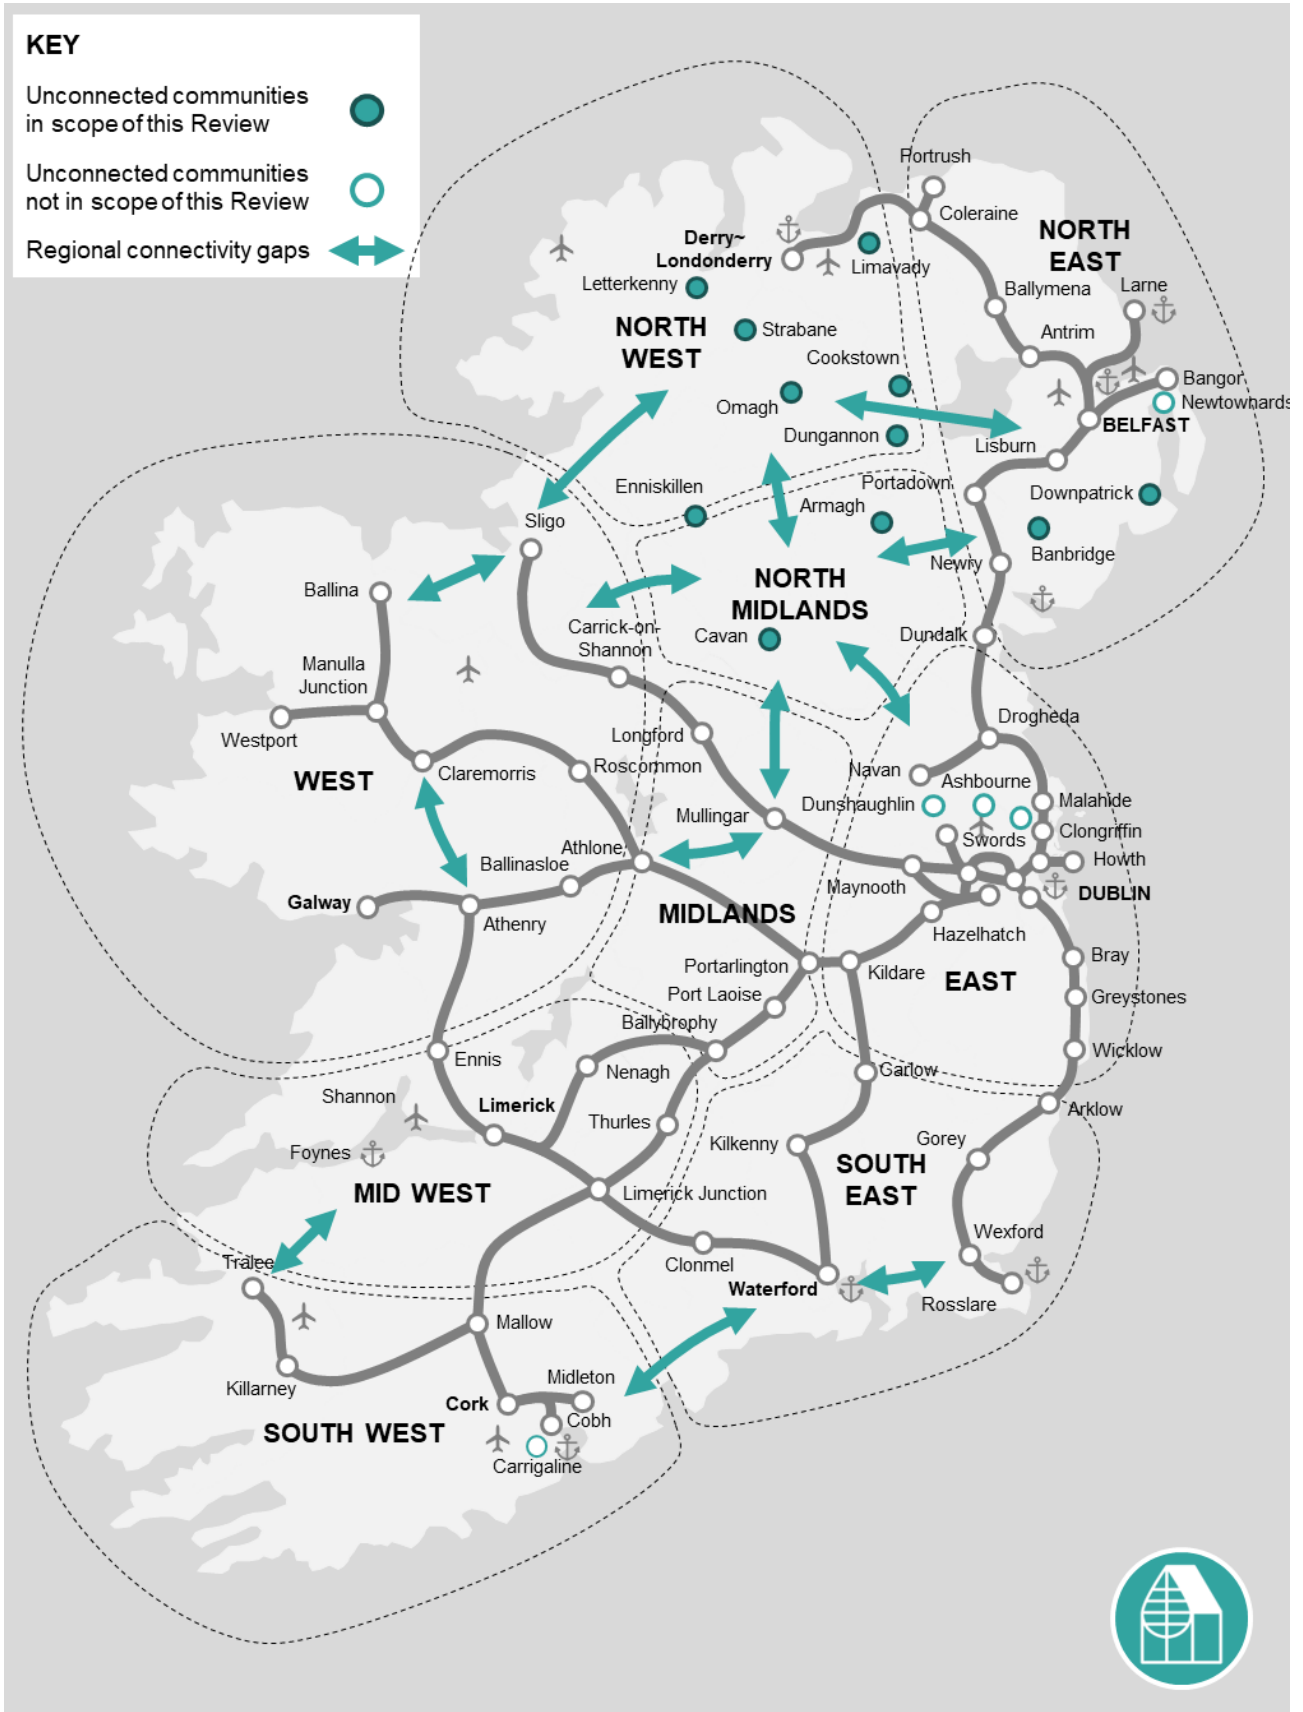 KEY
Unconnected communities
in scope of this Review
Unconnected communities
not in scope of this Review
Regional connectivity gaps
Portrush
Coleraine
NORTH
EAST
Derry~
Londonderry
Limavady
Letterkenny
Ballymena
Larne
NORTH
WEST
Strabane
Antrim
Cookstown
Bangor
Omagh
Newtownards
BELFAST
Dungannon
Lisburn
Enniskillen
Portadown
Downpatrick
Armagh
Sligo
Banbridge
Newry
Ballina
NORTH
MIDLANDS
Carrick-on-
Shannon
Cavan
Dundalk
Manulla
Junction
Drogheda
Westport
Longford
WEST
Claremorris
Roscommon
Navan
Ashbourne
Dunshaughlin
Malahide
Mullingar
Clongriffin
Swords
Athlone
Ballinasloe
Howth
Maynooth
DUBLIN
Galway
MIDLANDS
Athenry
Hazelhatch
Bray
Portarlington
Kildare
EAST
Port Laoise
Greystones
Ballybrophy
Ennis
Wicklow
Nenagh
Carlow
Shannon
Limerick
Arklow
Thurles
Foynes
Kilkenny
Gorey
SOUTH
EAST
MID WEST
Limerick Junction
Wexford
Tralee
Clonmel
Waterford
Rosslare
Mallow
Killarney
Midleton
Cork
Cobh
SOUTH WEST
Carrigaline